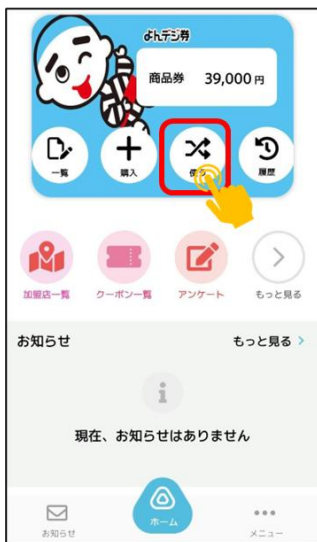 よんデジ券
商品券 39,000 円
一覧 購入 使う 履歴
加盟店一覧 クーポン一覧 アンケート もっと見る
お知らせ もっと見る
現在、お知らせはありません
お知らせ ホーム メニュー